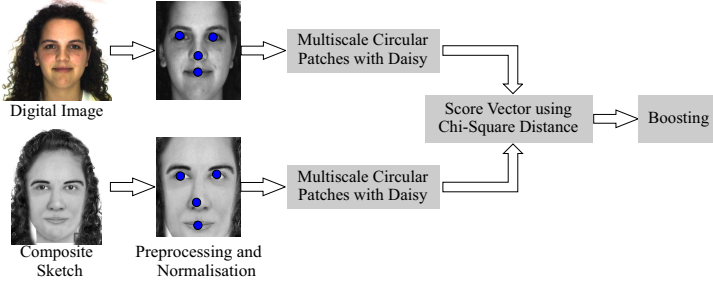 Digital Image
Multiscale Circular
Patches with Daisy
Score Vector using
Chi-Square Distance
Boosting
Multiscale Circular
Patches with Daisy
Composite
Sketch
Preprocessing and
Normalisation